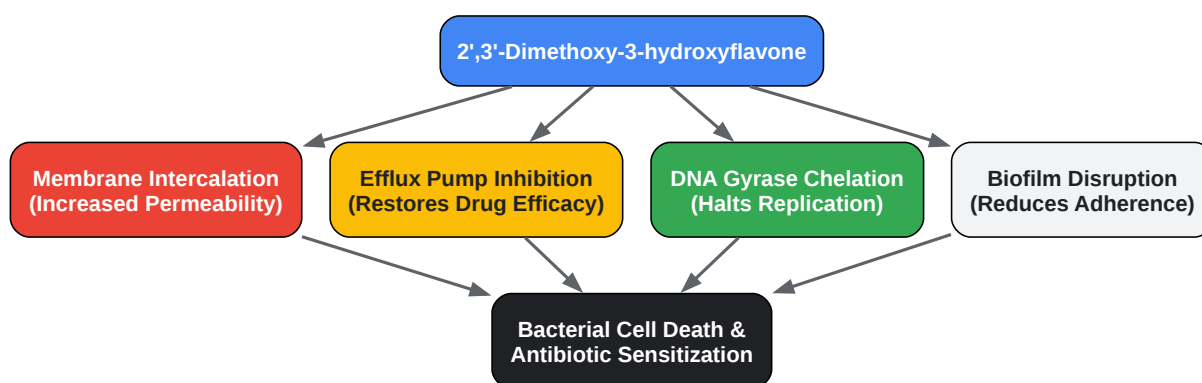 2',3'-Dimethoxy-3-hydroxyflavone
Membrane Intercalation
(Increased Permeability)
Efflux Pump Inhibition
(Restores Drug Efficacy)
DNA Gyrase Chelation
(Halts Replication)
Biofilm Disruption
(Reduces Adherence)
Bacterial Cell Death &
Antibiotic Sensitization